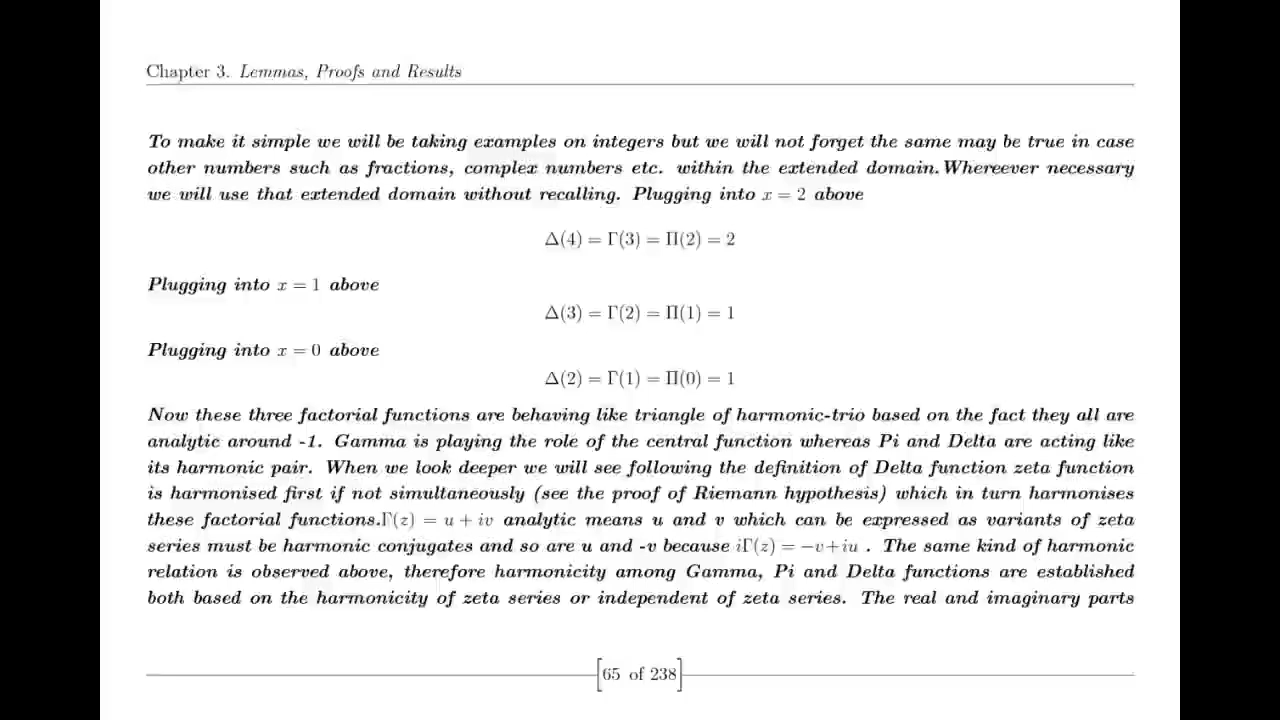 Chapter 3. Lemmas, Proofs and Results
To make it simple we will be taking examples on integers but we will not forget the same may be true in case
other numbers such as fractions, complex numbers etc. within the extended domain.Whereever necessary
we will use that extended domain without recalling. Plugging into x = 2 above
Δ(4) = Γ(3) = Π(2) = 2
Plugging into x = 1 above
Δ(3) = Γ(2) = Π(1) = 1
Plugging into x = 0 above
Δ(2) = Γ(1) = Π(0) = 1
Now these three factorial functions are behaving like triangle of harmonic-trio based on the fact they all are
analytic around -1. Gamma is playing the role of the central function whereas Pi and Delta are acting like
its harmonic pair. When we look deeper we will see following the definition of Delta function zeta function
is harmonised first if not simultaneously (see the proof of Riemann hypothesis) which in turn harmonises
these factorial functions.Γ(z) = u + iv analytic means u and v which can be expressed as variants of zeta
series must be harmonic conjugates and so are u and -v because iΓ(z) = −v+iu . The same kind of harmonic
relation is observed above, therefore harmonicity among Gamma, Pi and Delta functions are established
both based on the harmonicity of zeta series or independent of zeta series. The real and imaginary parts
[65 of 238]